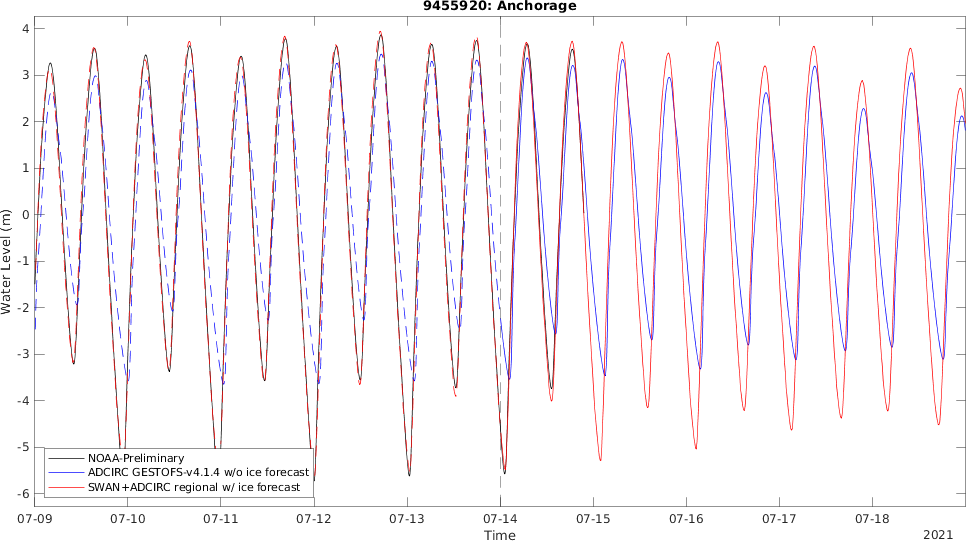 9455920: Anchorage
4
3
2
1
0
-1
-2
-3
-4
-5
-6
Water Level (m)
NOAA-Preliminary
ADCIRC GESTOFS-v4.1.4 w/o ice forecast
SWAN+ADCIRC regional w/ ice forecast
07-09 07-10 07-11 07-12 07-13 07-14 07-15 07-16 07-17 07-18
Time
2021